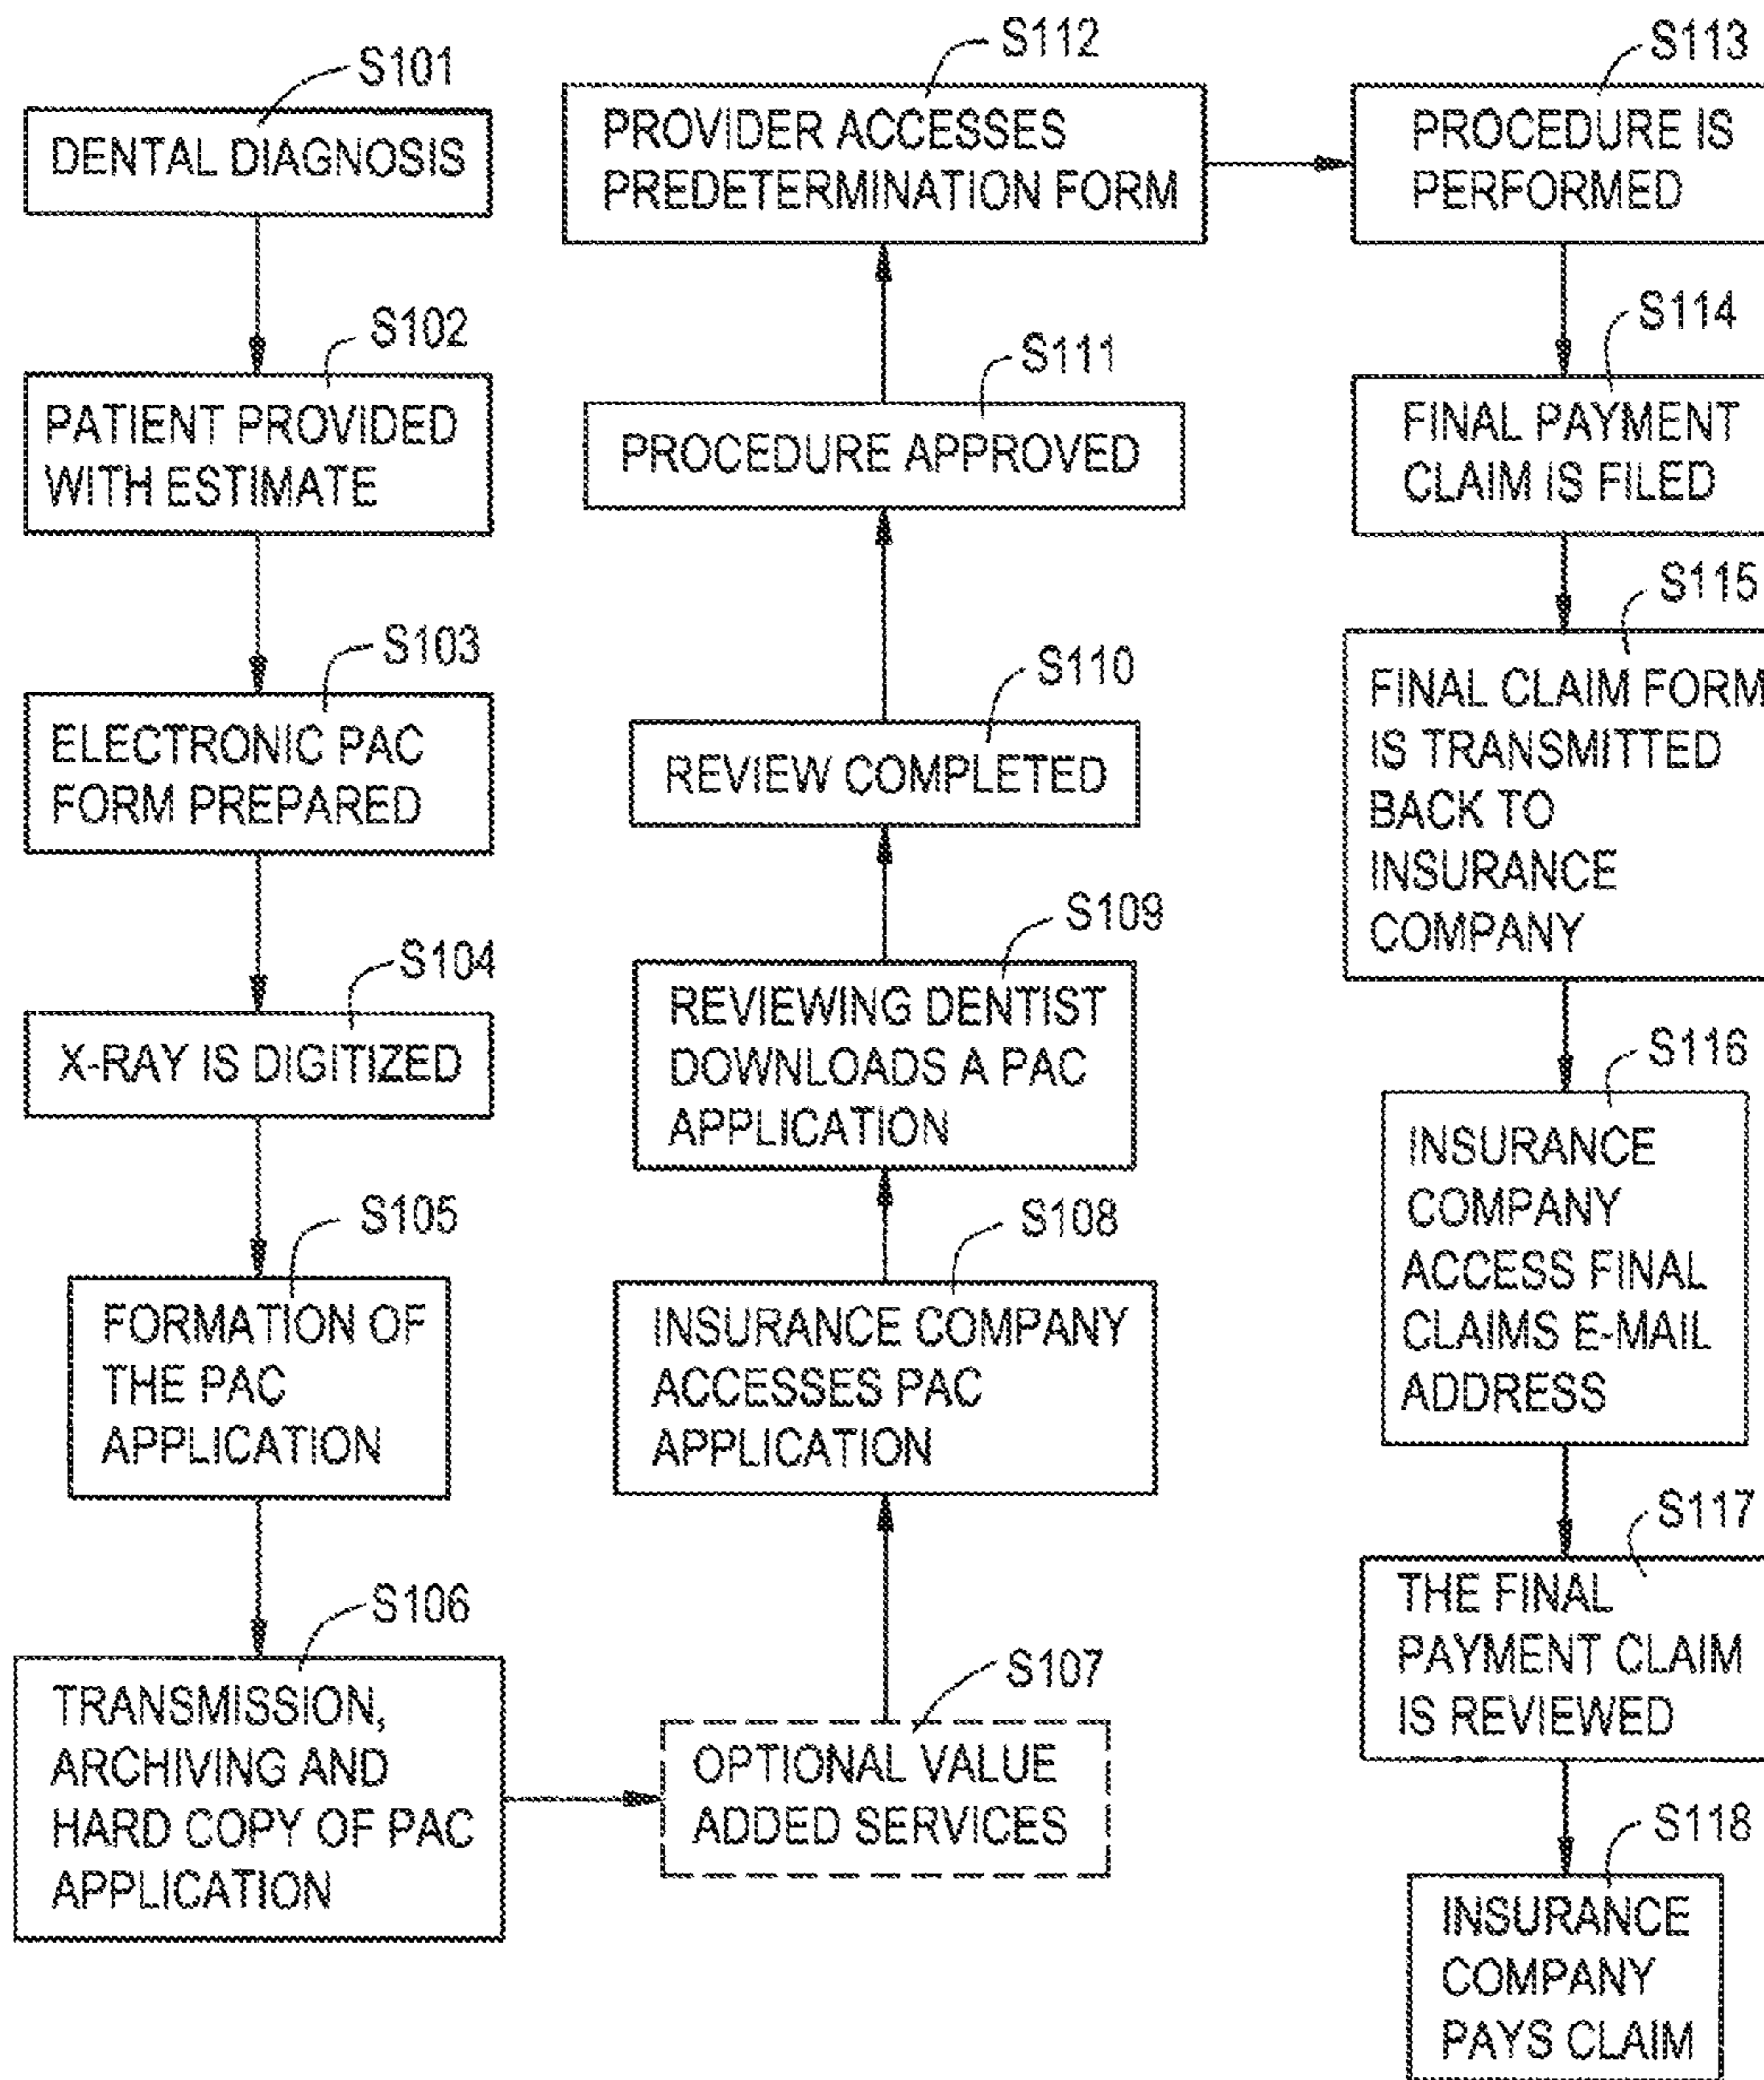 S101
DENTAL DIAGNOSIS
S102
PATIENT PROVIDED
WITH ESTIMATE
S103
ELECTRONIC PAC
FORM PREPARED
S104
X-RAY IS DIGITIZED
S105
FORMATION OF
THE PAC
APPLICATION
S106
TRANSMISSION,
ARCHIVING AND
HARD COPY OF PAC
APPLICATION
S107
OPTIONAL VALUE
ADDED SERVICES
S108
INSURANCE COMPANY
ACCESSES PAC
APPLICATION
S109
REVIEWING DENTIST
DOWNLOADS A PAC
APPLICATION
S110
REVIEW COMPLETED
S111
PROCEDURE APPROVED
S112
PROVIDER ACCESSES
PREDETERMINATION FORM
S113
PROCEDURE IS
PERFORMED
S114
FINAL PAYMENT
CLAIM IS FILED
S115
FINAL CLAIM FORM
IS TRANSMITTED
BACK TO
INSURANCE
COMPANY
S116
INSURANCE
COMPANY
ACCESS FINAL
CLAIMS E-MAIL
ADDRESS
S117
THE FINAL
PAYMENT CLAIM
IS REVIEWED
S118
INSURANCE
COMPANY
PAYS CLAIM